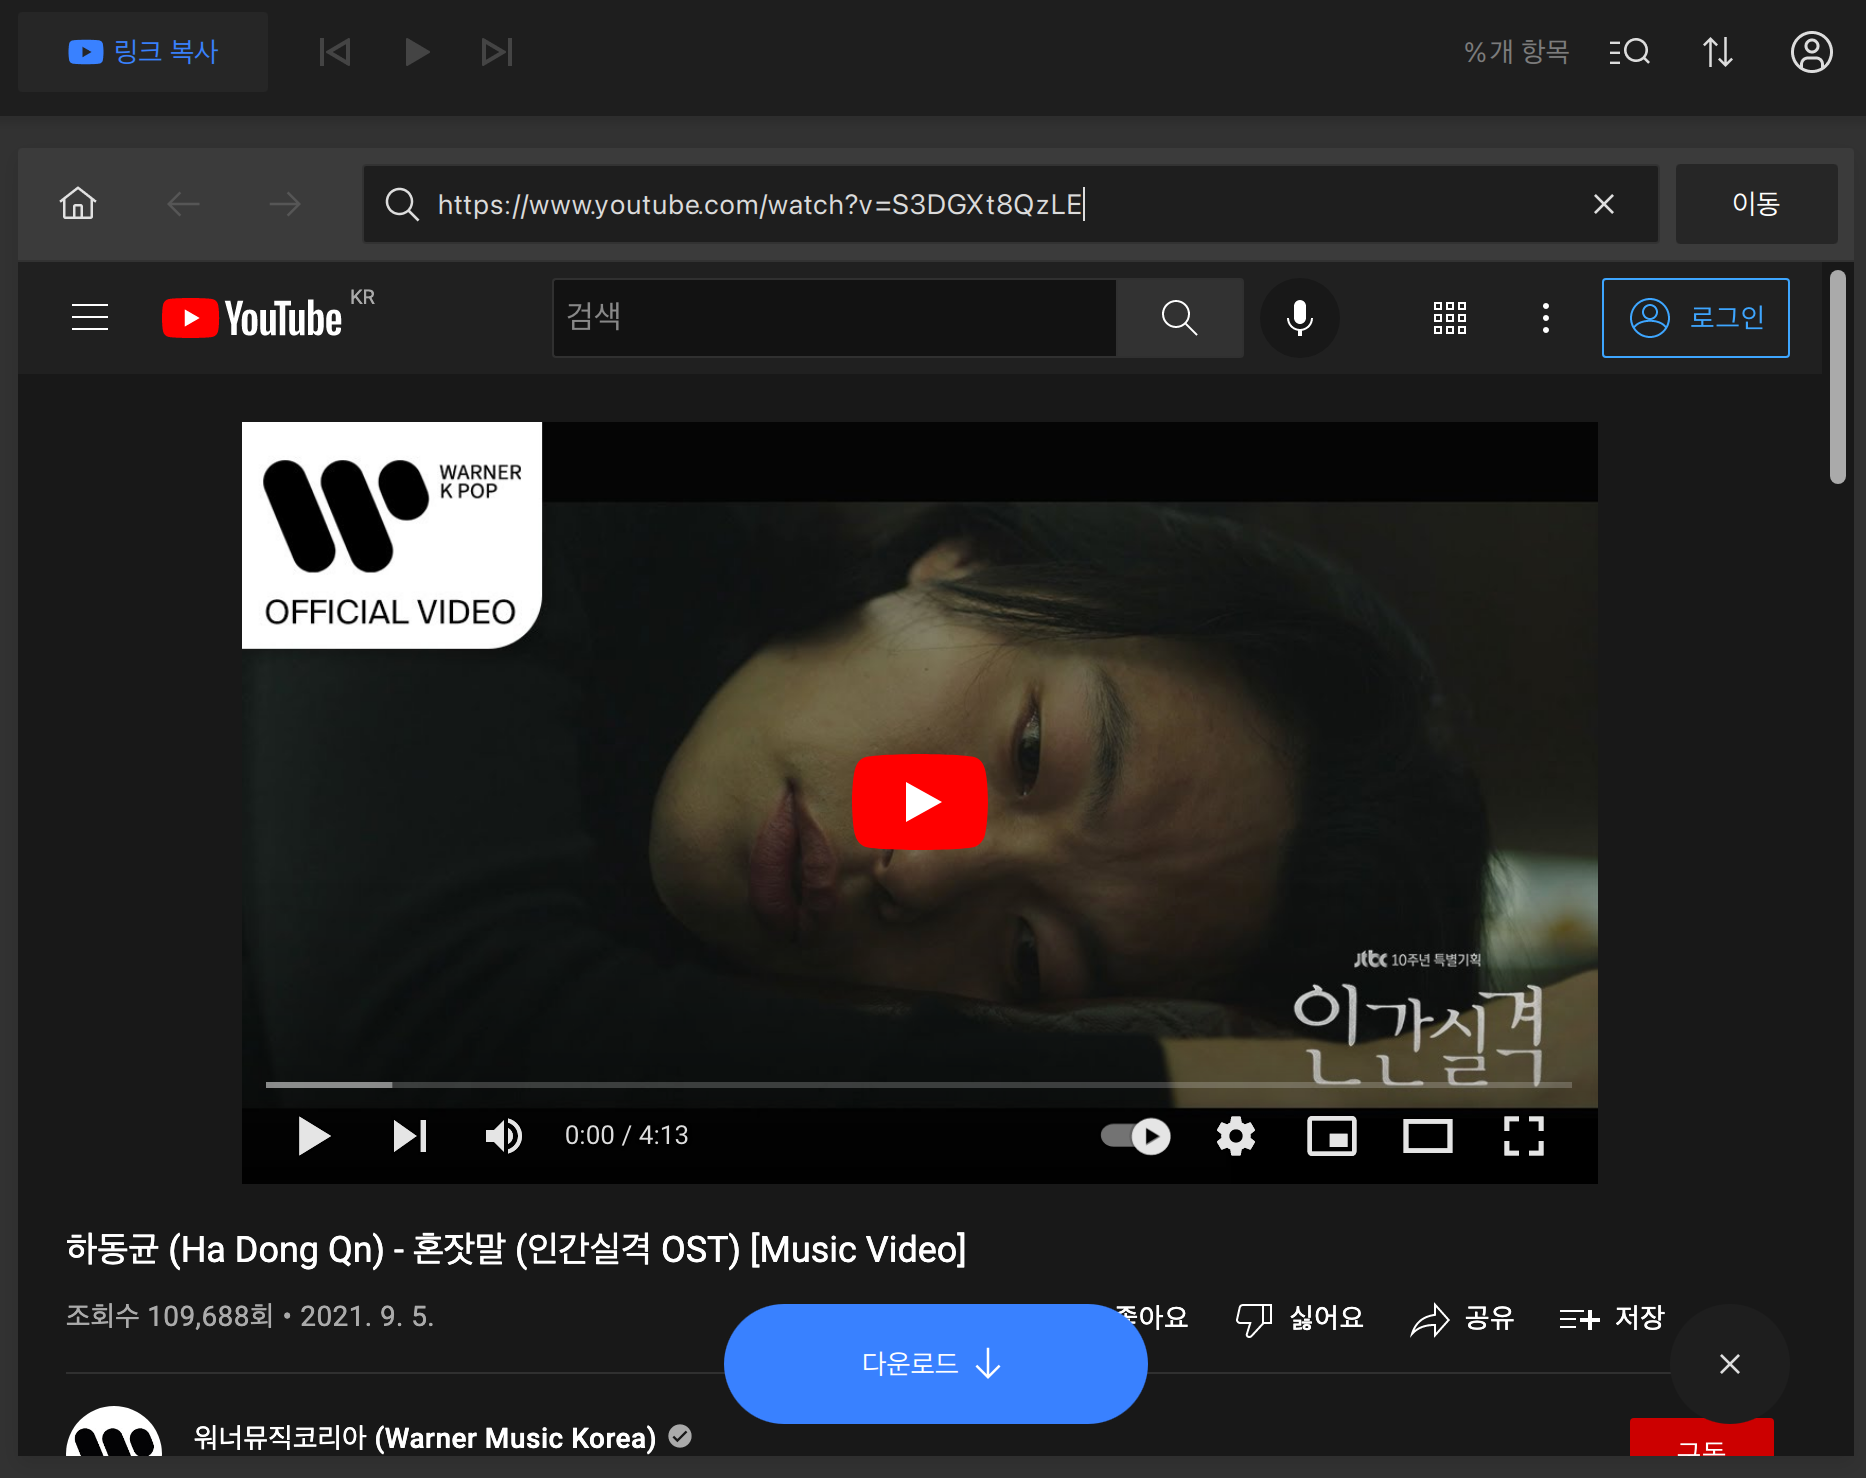 링크 복사
%개 항목
https://www.youtube.com/watch?v=S3DGXt8QzLE
이동
YouTube KR
검색
로그인
WARNER
K POP
OFFICIAL VIDEO
jtbc 10주년 특별기획
인간실격
0:00 / 4:13
하동균 (Ha Dong Qn) - 혼잣말 (인간실격 OST) [Music Video]
조회수 109,688회 • 2021. 9. 5.
좋아요 싫어요 공유 저장
다운로드
워너뮤직코리아 (Warner Music Korea)
구독